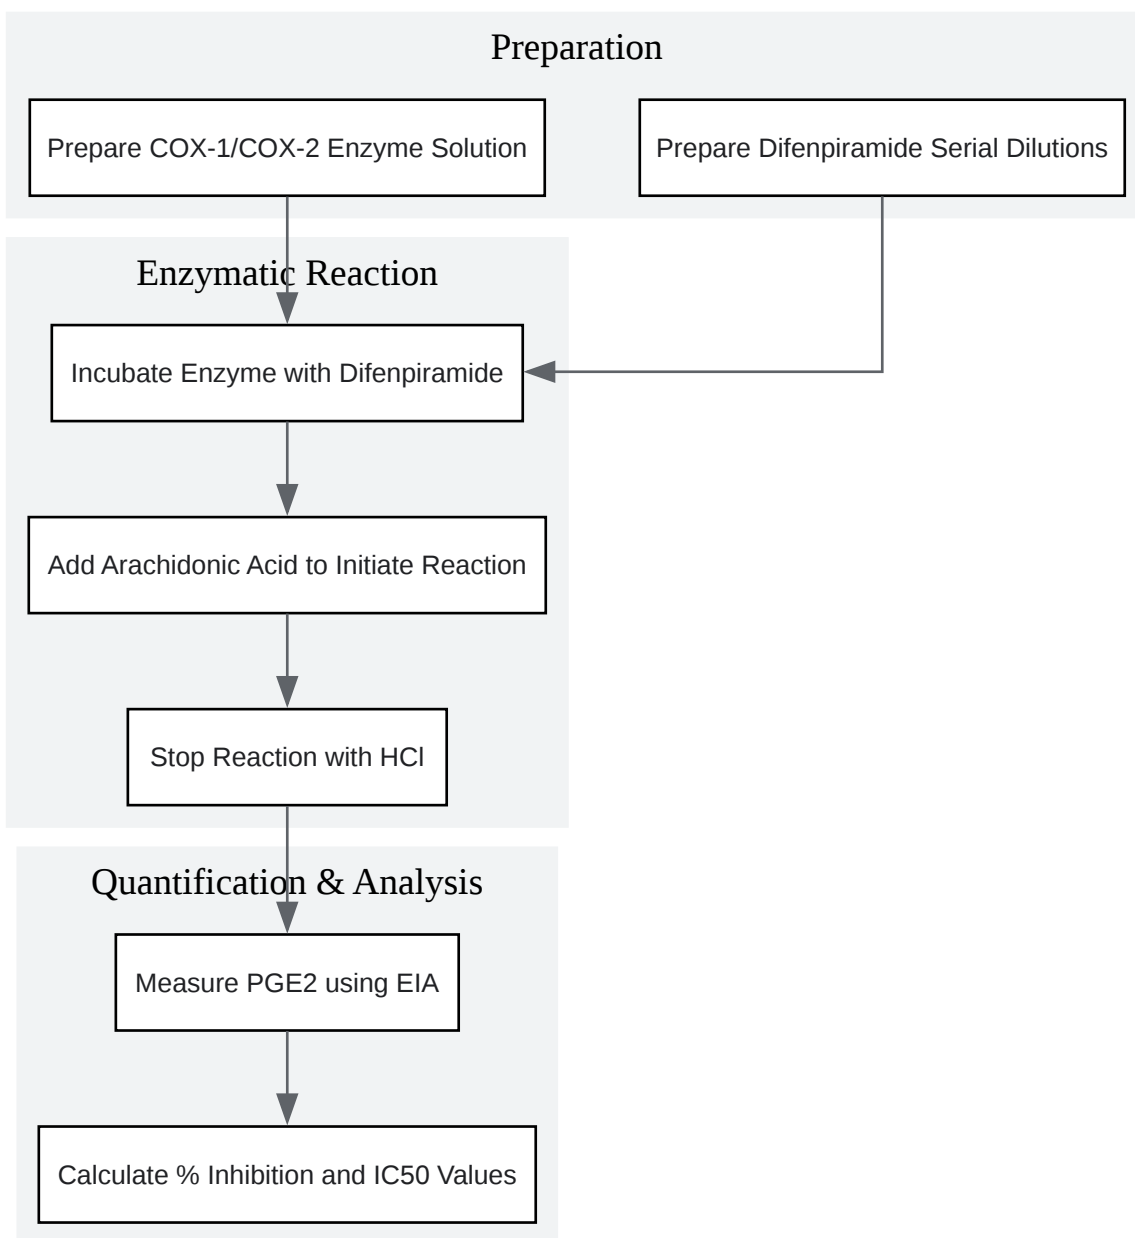 Preparation
Prepare COX-1/COX-2 Enzyme Solution
Prepare Difenpiramide Serial Dilutions
Enzymatic Reaction
Incubate Enzyme with Difenpiramide
Add Arachidonic Acid to Initiate Reaction
Stop Reaction with HCl
Quantification & Analysis
Measure PGE2 using EIA
Calculate % Inhibition and IC50 Values